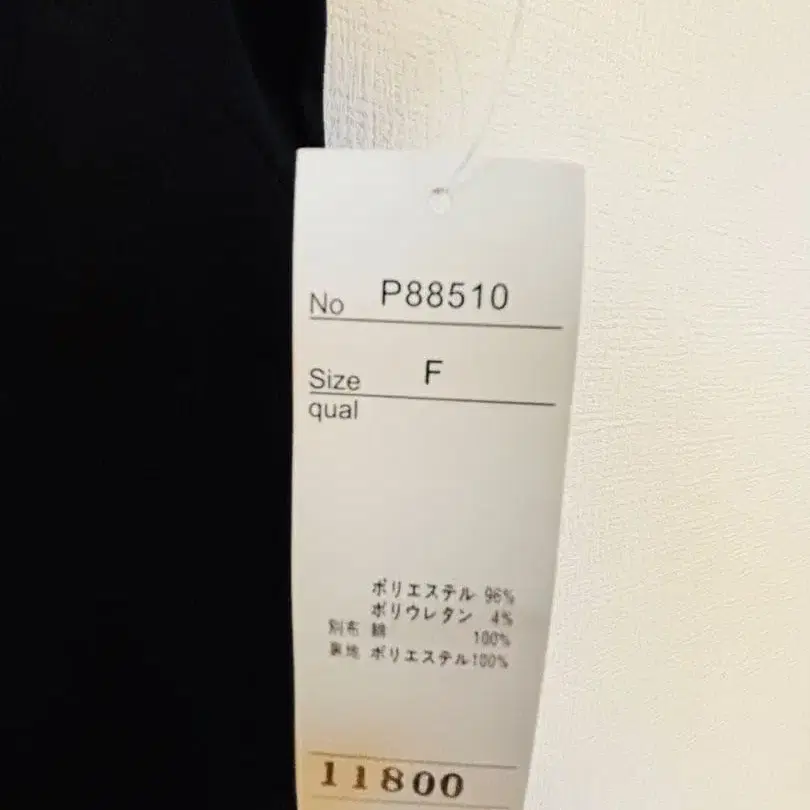 No P88510
Size F
qual
ポリエステル 96%
ポリウレタン 4%
別布 綿 100%
裏地 ポリエステル100%
11800